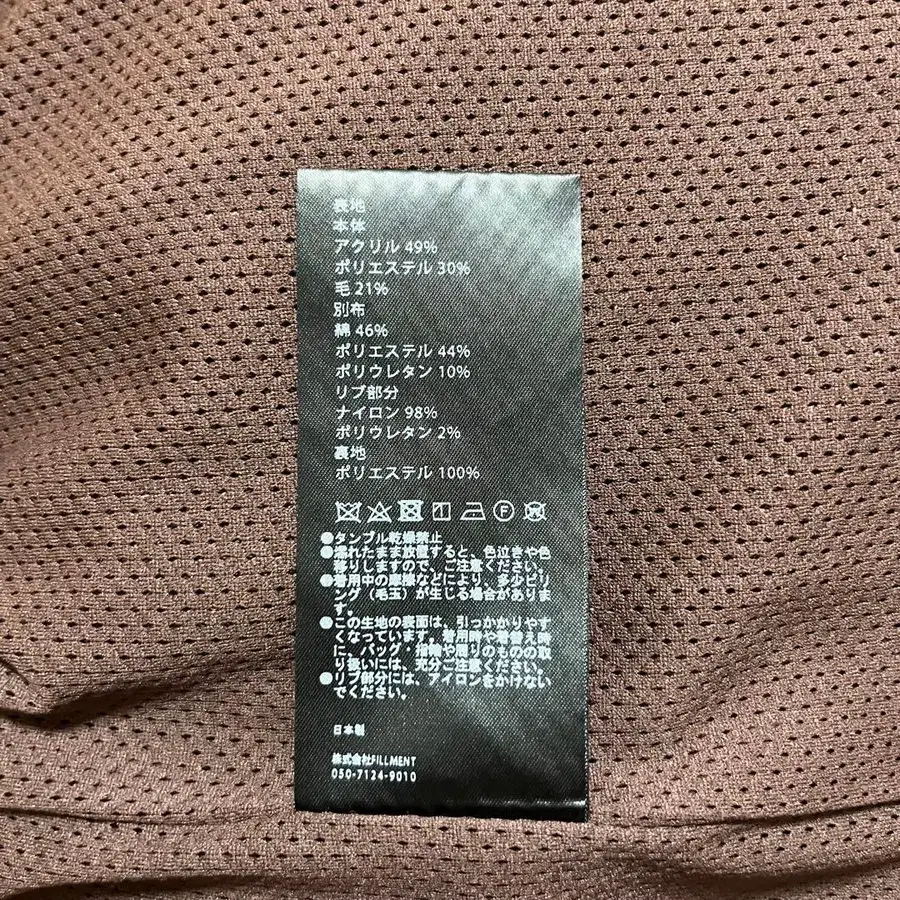 表地
本体
アクリル 49%
ポリエステル 30%
毛 21%
別布
綿 46%
ポリエステル 44%
ポリウレタン 10%
リブ部分
ナイロン 98%
ポリウレタン 2%
裏地
ポリエステル 100%
F W
●タンブル乾燥禁止
●濡れたまま放置すると、色泣きや色
移りしますので、ご注意ください。
●着用中の摩擦などにより、多少ピリ
ング（毛玉）が生じる場合がありま
す。
●この生地の表面は、引っかかりやす
くなっています。着用時や着替え時
に、バッグ・指輪や周りのものの取
り扱いには、充分ご注意ください。
●リブ部分には、アイロンをかけない
でください。
日本製
株式会社FILLMENT
050-7124-9010